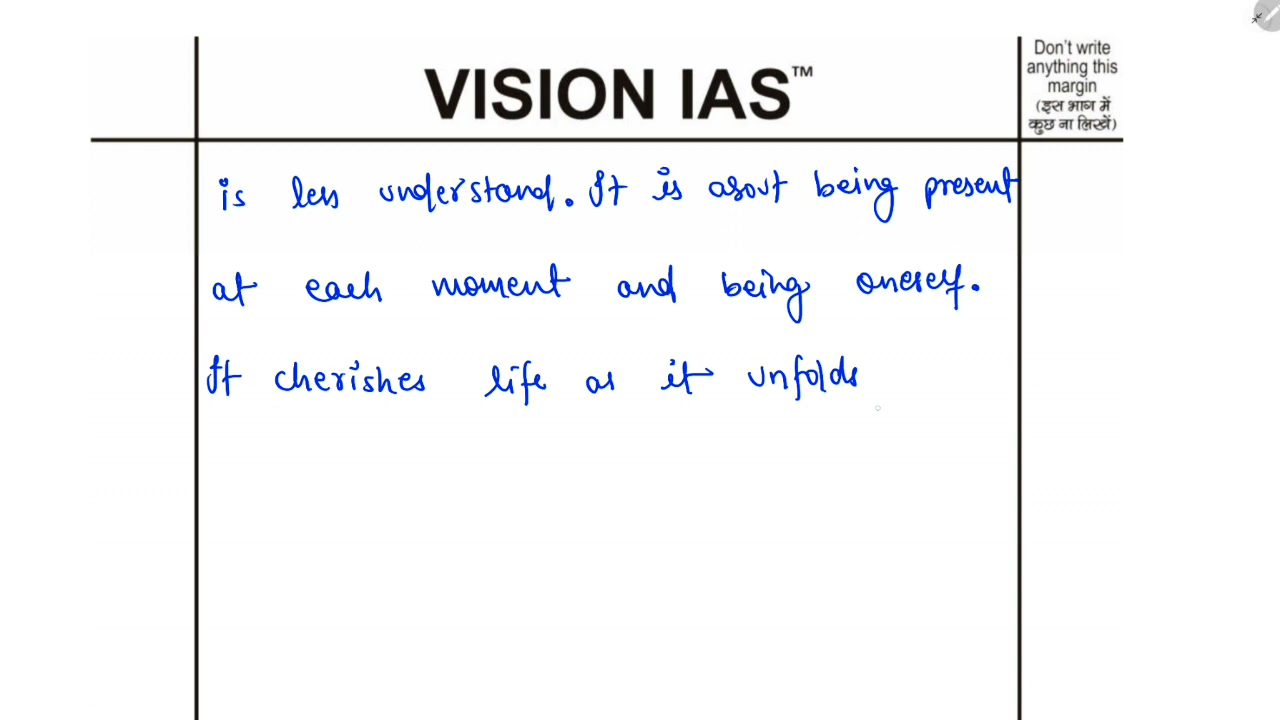 VISION IAS™
Don't write
anything this
margin
(इस भाग में
कुछ ना लिखें)
is less understand. It is about being present
at each moment and being oneself.
It cherishes life as it unfolds